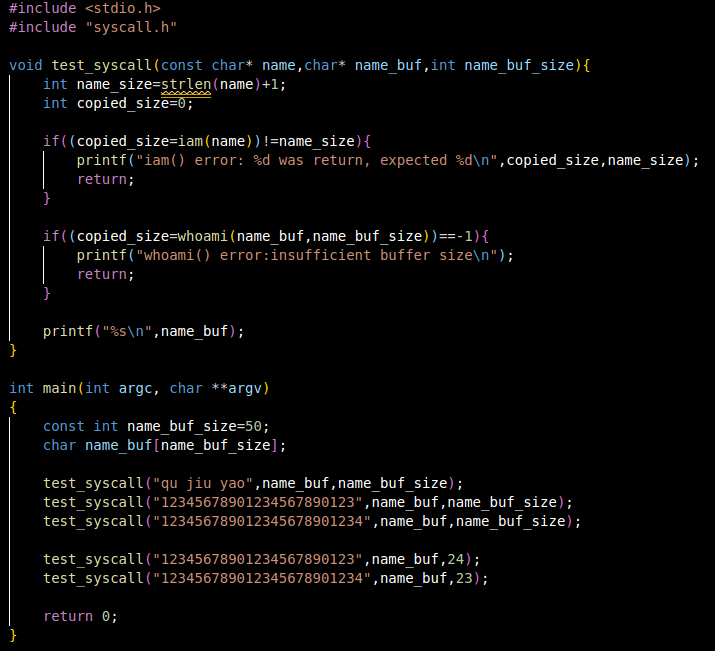 #include <stdio.h>
#include "syscall.h"

void test_syscall(const char* name,char* name_buf,int name_buf_size){
    int name_size=strlen(name)+1;
    int copied_size=0;

    if((copied_size=iam(name))!=name_size){
        printf("iam() error: %d was return, expected %d\n",copied_size,name_size);
        return;
    }

    if((copied_size=whoami(name_buf,name_buf_size))==-1){
        printf("whoami() error:insufficient buffer size\n");
        return;
    }

    printf("%s\n",name_buf);
}

int main(int argc, char **argv)
{
    const int name_buf_size=50;
    char name_buf[name_buf_size];

    test_syscall("qu jiu yao",name_buf,name_buf_size);
    test_syscall("12345678901234567890123",name_buf,name_buf_size);
    test_syscall("123456789012345678901234",name_buf,name_buf_size);

    test_syscall("12345678901234567890123",name_buf,24);
    test_syscall("123456789012345678901234",name_buf,23);

    return 0;
}